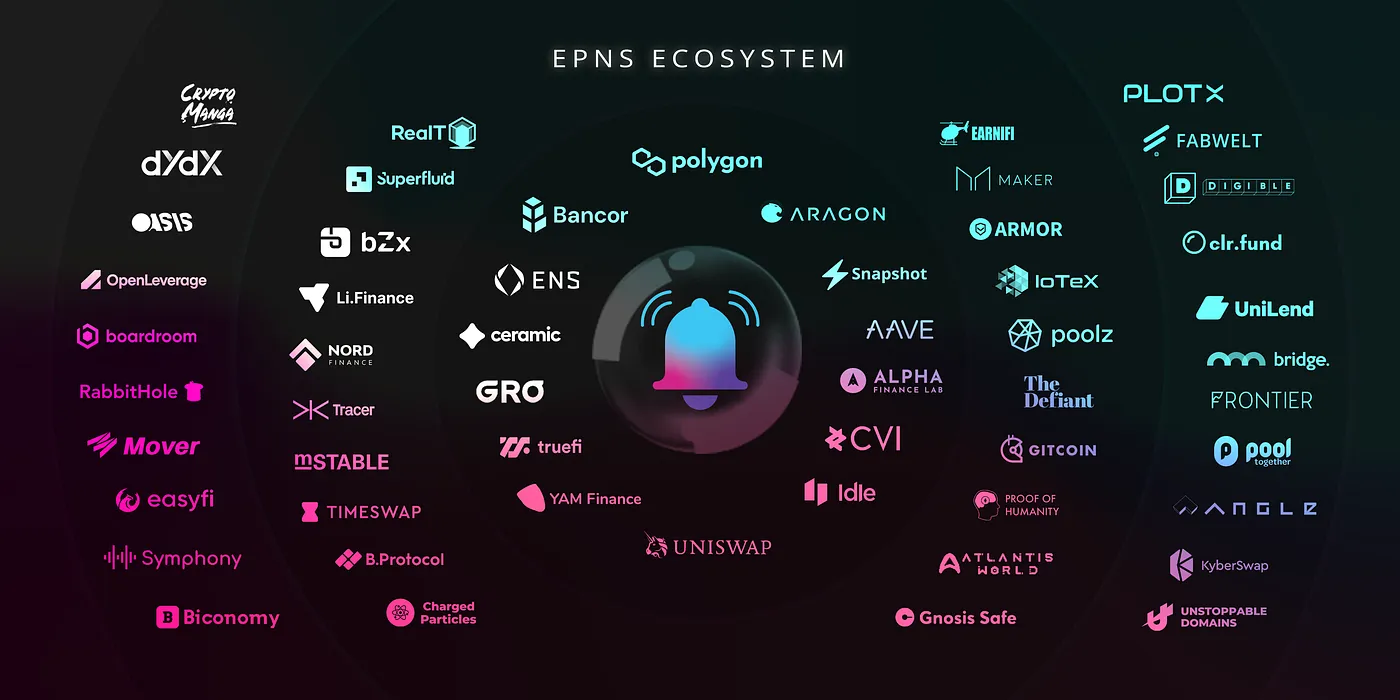 EPNS ECOSYSTEM
CRYPTO
MANGA
dYdX
OASIS
OpenLeverage
boardroom
RabbitHole
Mover
easyfi
Symphony
Biconomy
RealT
Superfluid
bZx
Li.Finance
NORD
FINANCE
Tracer
mSTABLE
TIMESWAP
B.Protocol
Charged
Particles
Bancor
ENS
ceramic
GRO
truefi
YAM Finance
polygon
UNISWAP
ARAGON
Snapshot
AAVE
ALPHA
FINANCE LAB
CVI
Idle
EARNIFI
MAKER
ARMOR
IoTeX
poolz
The
Defiant
GITCOIN
PROOF OF
HUMANITY
ATLANTIS
WORLD
Gnosis Safe
PLOTX
FABWELT
D DIGIBLE
clr.fund
UniLend
bridge.
FRONTIER
pool
together
ANGLE
KyberSwap
UNSTOPPABLE
DOMAINS